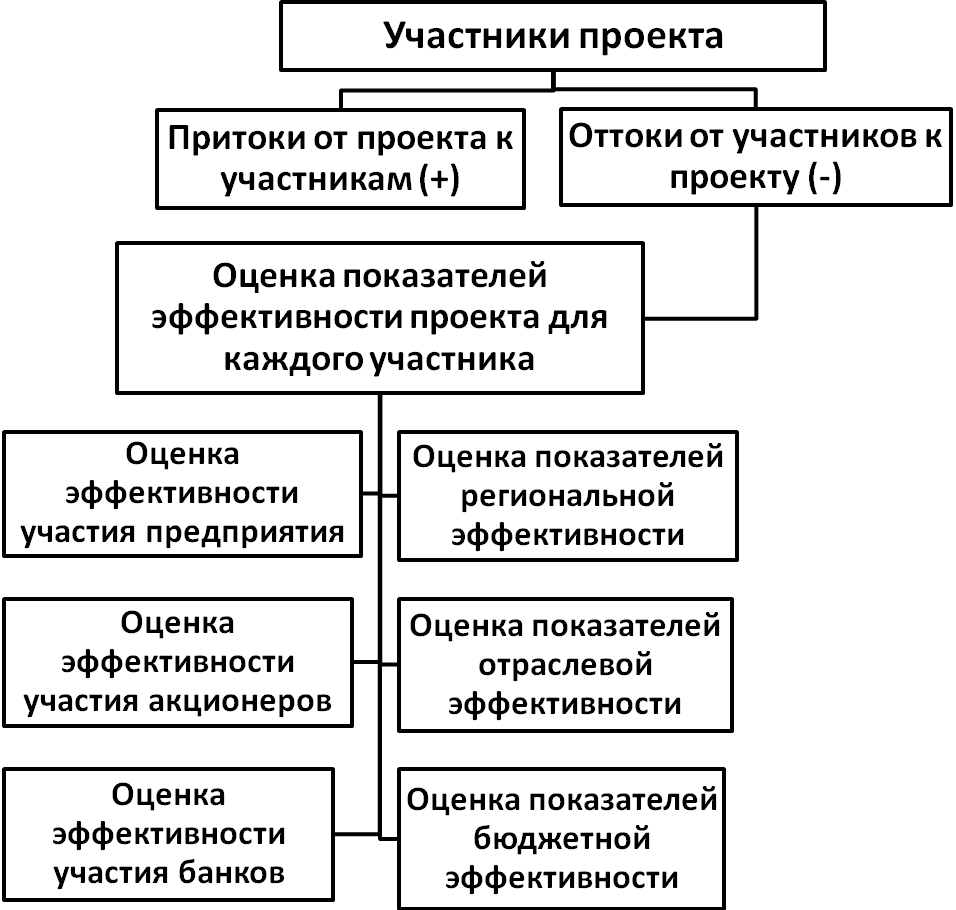 Участники проекта
Притоки от проекта к
участникам (+)
Оттоки от участников к
проекту (-)
Оценка показателей
эффективности проекта для
каждого участника
Оценка
эффективности
участия предприятия
Оценка показателей
региональной
эффективности
Оценка
эффективности
участия акционеров
Оценка показателей
отраслевой
эффективности
Оценка
эффективности
участия банков
Оценка показателей
бюджетной
эффективности